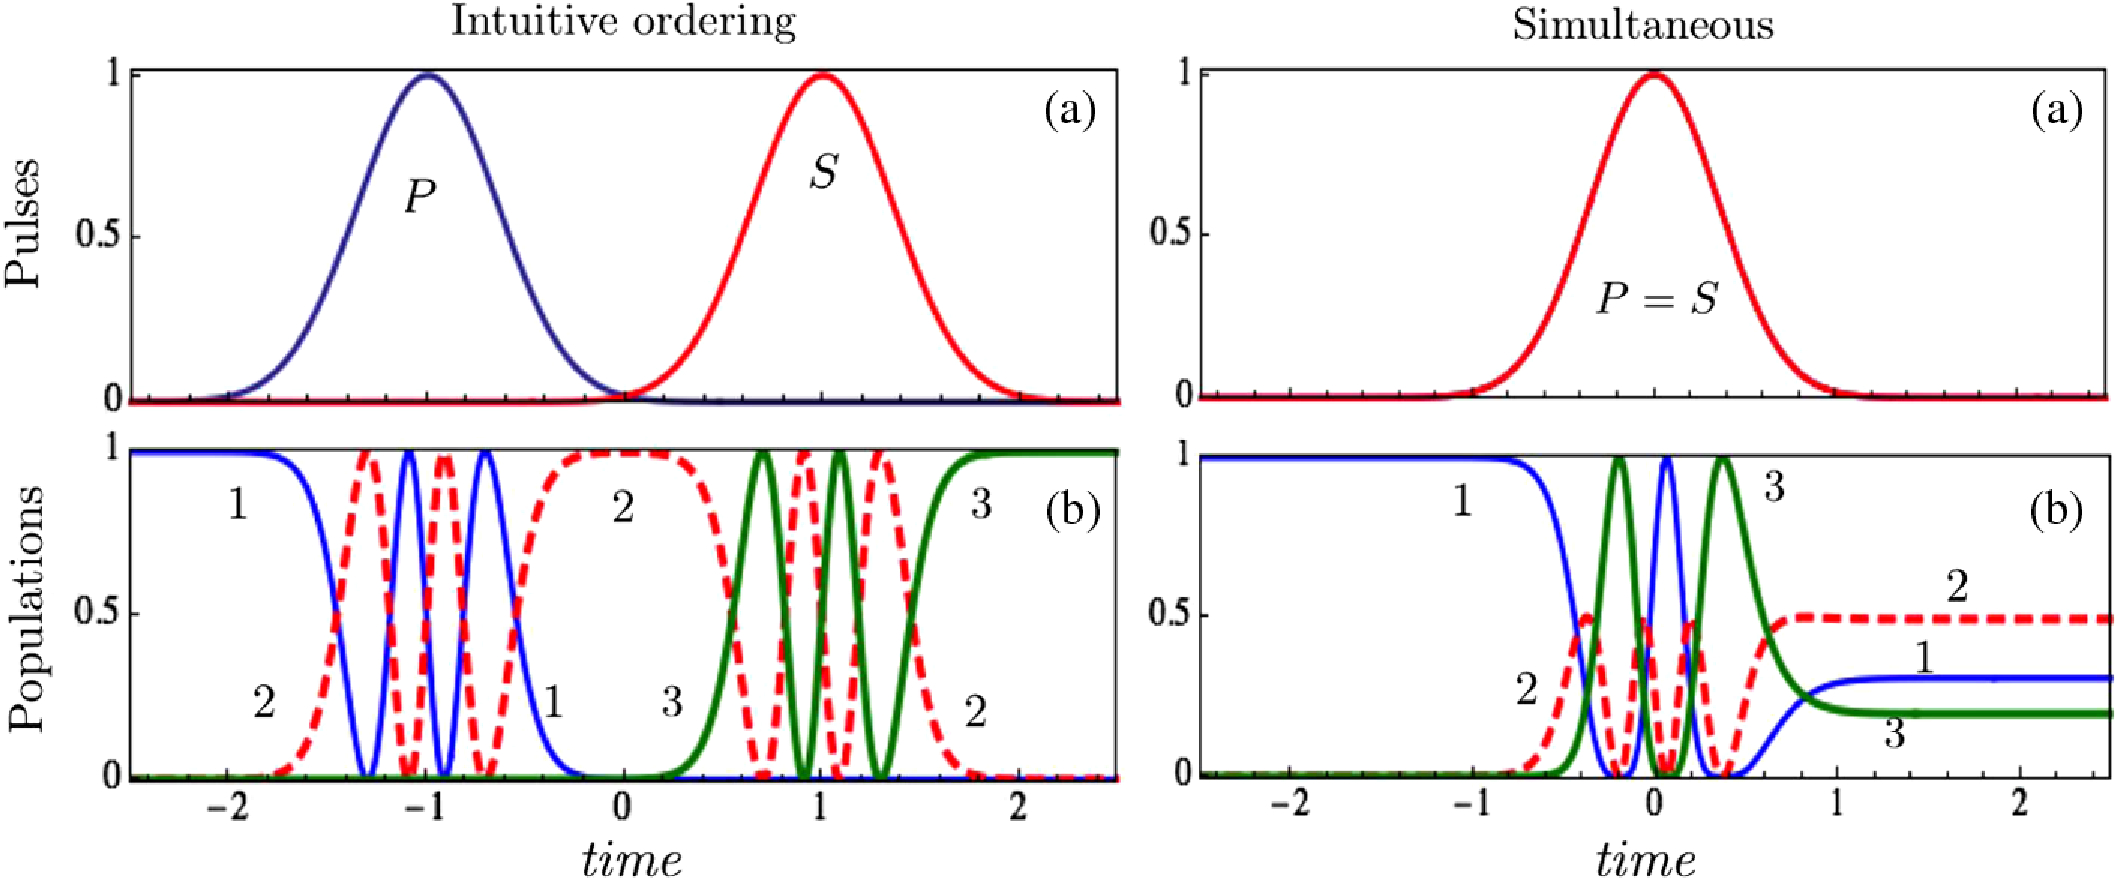 Intuitive ordering
Simultaneous
Pulses
1
0.5
0
P
S
(a)
1
0.5
0
P = S
(a)
Populations
1
0.5
0
1
2
2
1
3
3
2
(b)
−2
−1
0
1
2
time
1
0.5
0
1
2
3
2
1
3
(b)
−2
−1
0
1
2
time